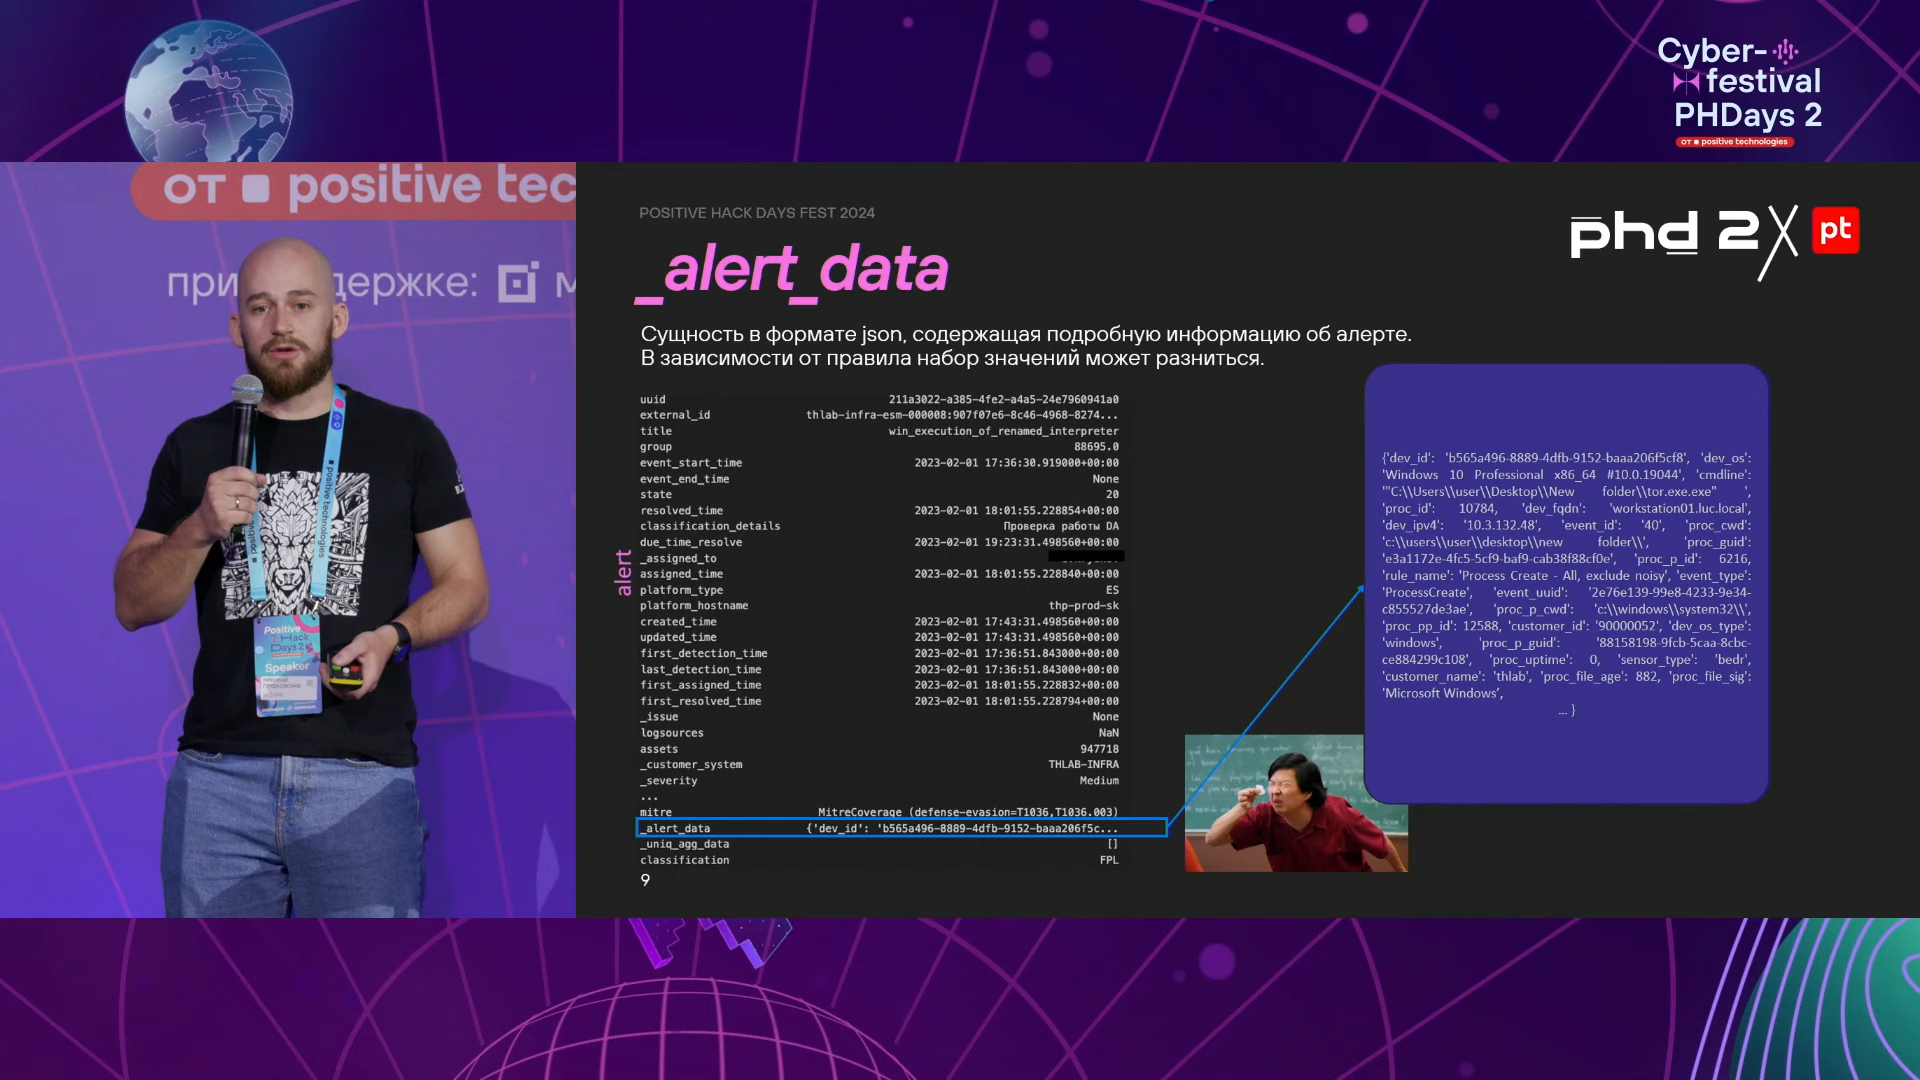 Cyber-
festival
PHDays 2
от positive technologies
от positive tec
при держке: М
positive technologies
Positive
Hack
Days 2
Speaker
POSITIVE HACK DAYS FEST 2024
phd 2
pt
_alert_data
Сущность в формате json, содержащая подробную информацию об алерте.
В зависимости от правила набор значений может разниться.
alert
uuid 211a3022-a385-4fe2-a4a5-24e7960941a0
external_id thlab-infra-esm-000008:907f07e6-8c46-4968-8274...
title win_execution_of_renamed_interpreter
group 88695.0
event_start_time 2023-02-01 17:36:30.919000+00:00
event_end_time None
state 20
resolved_time 2023-02-01 18:01:55.228854+00:00
classification_details Проверка работы DA
due_time_resolve 2023-02-01 19:23:31.498560+00:00
_assigned_to
assigned_time 2023-02-01 18:01:55.228840+00:00
platform_type ES
platform_hostname thp-prod-sk
created_time 2023-02-01 17:43:31.498560+00:00
updated_time 2023-02-01 17:43:31.498560+00:00
first_detection_time 2023-02-01 17:36:51.843000+00:00
last_detection_time 2023-02-01 17:36:51.843000+00:00
first_assigned_time 2023-02-01 18:01:55.228832+00:00
first_resolved_time 2023-02-01 18:01:55.228794+00:00
_issue None
logsources NaN
assets 947718
_customer_system THLAB-INFRA
_severity Medium
...
mitre MitreCoverage (defense-evasion=T1036,T1036.003)
_alert_data {'dev_id': 'b565a496-8889-4dfb-9152-baaa206f5c...
_uniq_agg_data []
classification FPL
9
{'dev_id': 'b565a496-8889-4dfb-9152-baaa206f5cf8', 'dev_os':
'Windows 10 Professional x86_64 #10.0.19044', 'cmdline':
'"C:\\Users\\user\\Desktop\\New folder\\tor.exe.exe" ',
'proc_id': 10784, 'dev_fqdn': 'workstation01.luc.local',
'dev_ipv4': '10.3.132.48', 'event_id': '40', 'proc_cwd':
'c:\\users\\user\\desktop\\new folder\\', 'proc_guid':
'e3a1172e-4fc5-5cf9-baf9-cab38f88cf0e', 'proc_p_id': 6216,
'rule_name': 'Process Create - All, exclude noisy', 'event_type':
'ProcessCreate', 'event_uuid': '2e76e139-99e8-4233-9e34-
c855527de3ae', 'proc_p_cwd': 'c:\\windows\\system32\\',
'proc_pp_id': 12588, 'customer_id': '90000052', 'dev_os_type':
'windows', 'proc_p_guid': '88158198-9fcb-5caa-8cbc-
ce884299c108', 'proc_uptime': 0, 'sensor_type': 'bedr',
'customer_name': 'thlab', 'proc_file_age': 882, 'proc_file_sig':
'Microsoft Windows',
... }